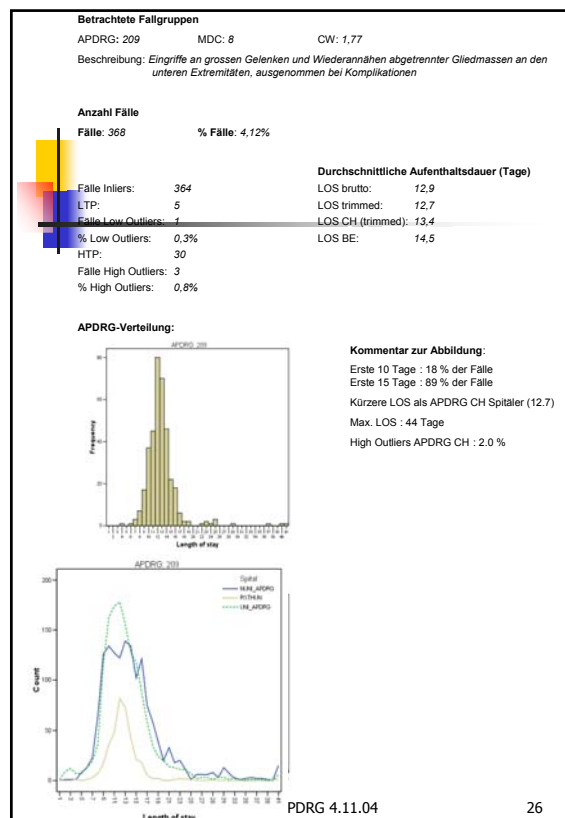 Betrachtete Fallgruppen
APDRG: 209 MDC: 8 CW: 1,77
Beschreibung: Eingriffe an grossen Gelenken und Wiederannähen abgetrennter Gliedmassen an den
unteren Extremitäten, ausgenommen bei Komplikationen
Anzahl Fälle
Fälle: 368 % Fälle: 4,12%
Durchschnittliche Aufenthaltsdauer (Tage)
Fälle Inliers: 364 LOS brutto: 12,9
LTP: 5 LOS trimmed: 12,7
Fälle Low Outliers: 1 LOS CH (trimmed): 13,4
% Low Outliers: 0,3% LOS BE: 14,5
HTP: 30
Fälle High Outliers: 3
% High Outliers: 0,8%
APDRG-Verteilung:
APDRG: 209
Frequency
Length of stay
Kommentar zur Abbildung:
Erste 10 Tage : 18 % der Fälle
Erste 15 Tage : 89 % der Fälle
Kürzere LOS als APDRG CH Spitäler (12.7)
Max. LOS : 44 Tage
High Outliers APDRG CH : 2.0 %
APDRG: 209
Spital
UNI_APDRG
200
150
100
50
0
Count
Length of stay
PDRG 4.11.04 26